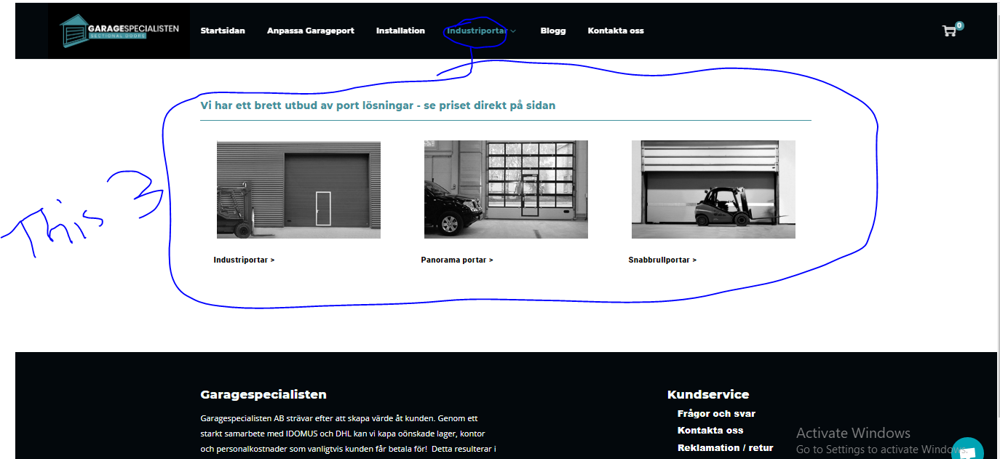 GARAGESPECIALISTEN
SECTIONAL DOORS
Startsidan Anpassa Garageport Installation Industriportar Blogg Kontakta oss 0
Vi har ett brett utbud av port lösningar - se priset direkt på sidan
This 3
Industriportar > Panorama portar > Snabbrullportar >
Garagespecialisten
Garagespecialisten AB strävar efter att skapa värde åt kunden. Genom ett
starkt samarbete med IDOMUS och DHL kan vi kapa oönskade lager, kontor
och personalkostnader som vanligtvis kunden får betala för! Detta resulterar i
Kundservice
Frågor och svar
Kontakta oss
Reklamation / retur
Activate Windows
Go to Settings to activate Windows.